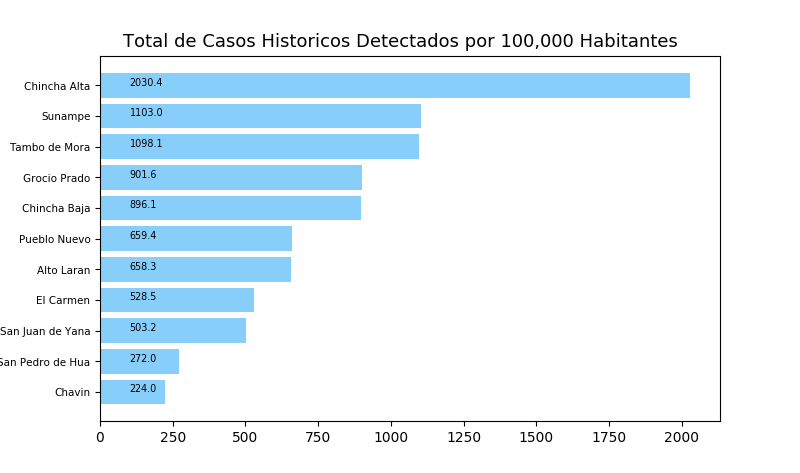 Total de Casos Historicos Detectados por 100,000 Habitantes
Chincha Alta 2030.4
Sunampe 1103.0
Tambo de Mora 1098.1
Grocio Prado 901.6
Chincha Baja 896.1
Pueblo Nuevo 659.4
Alto Laran 658.3
El Carmen 528.5
San Juan de Yana 503.2
San Pedro de Hua 272.0
Chavin 224.0
0 250 500 750 1000 1250 1500 1750 2000